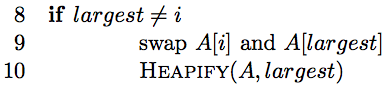 8 if largest ≠ i
9 swap A[i] and A[largest]
10 HEAPIFY(A, largest)